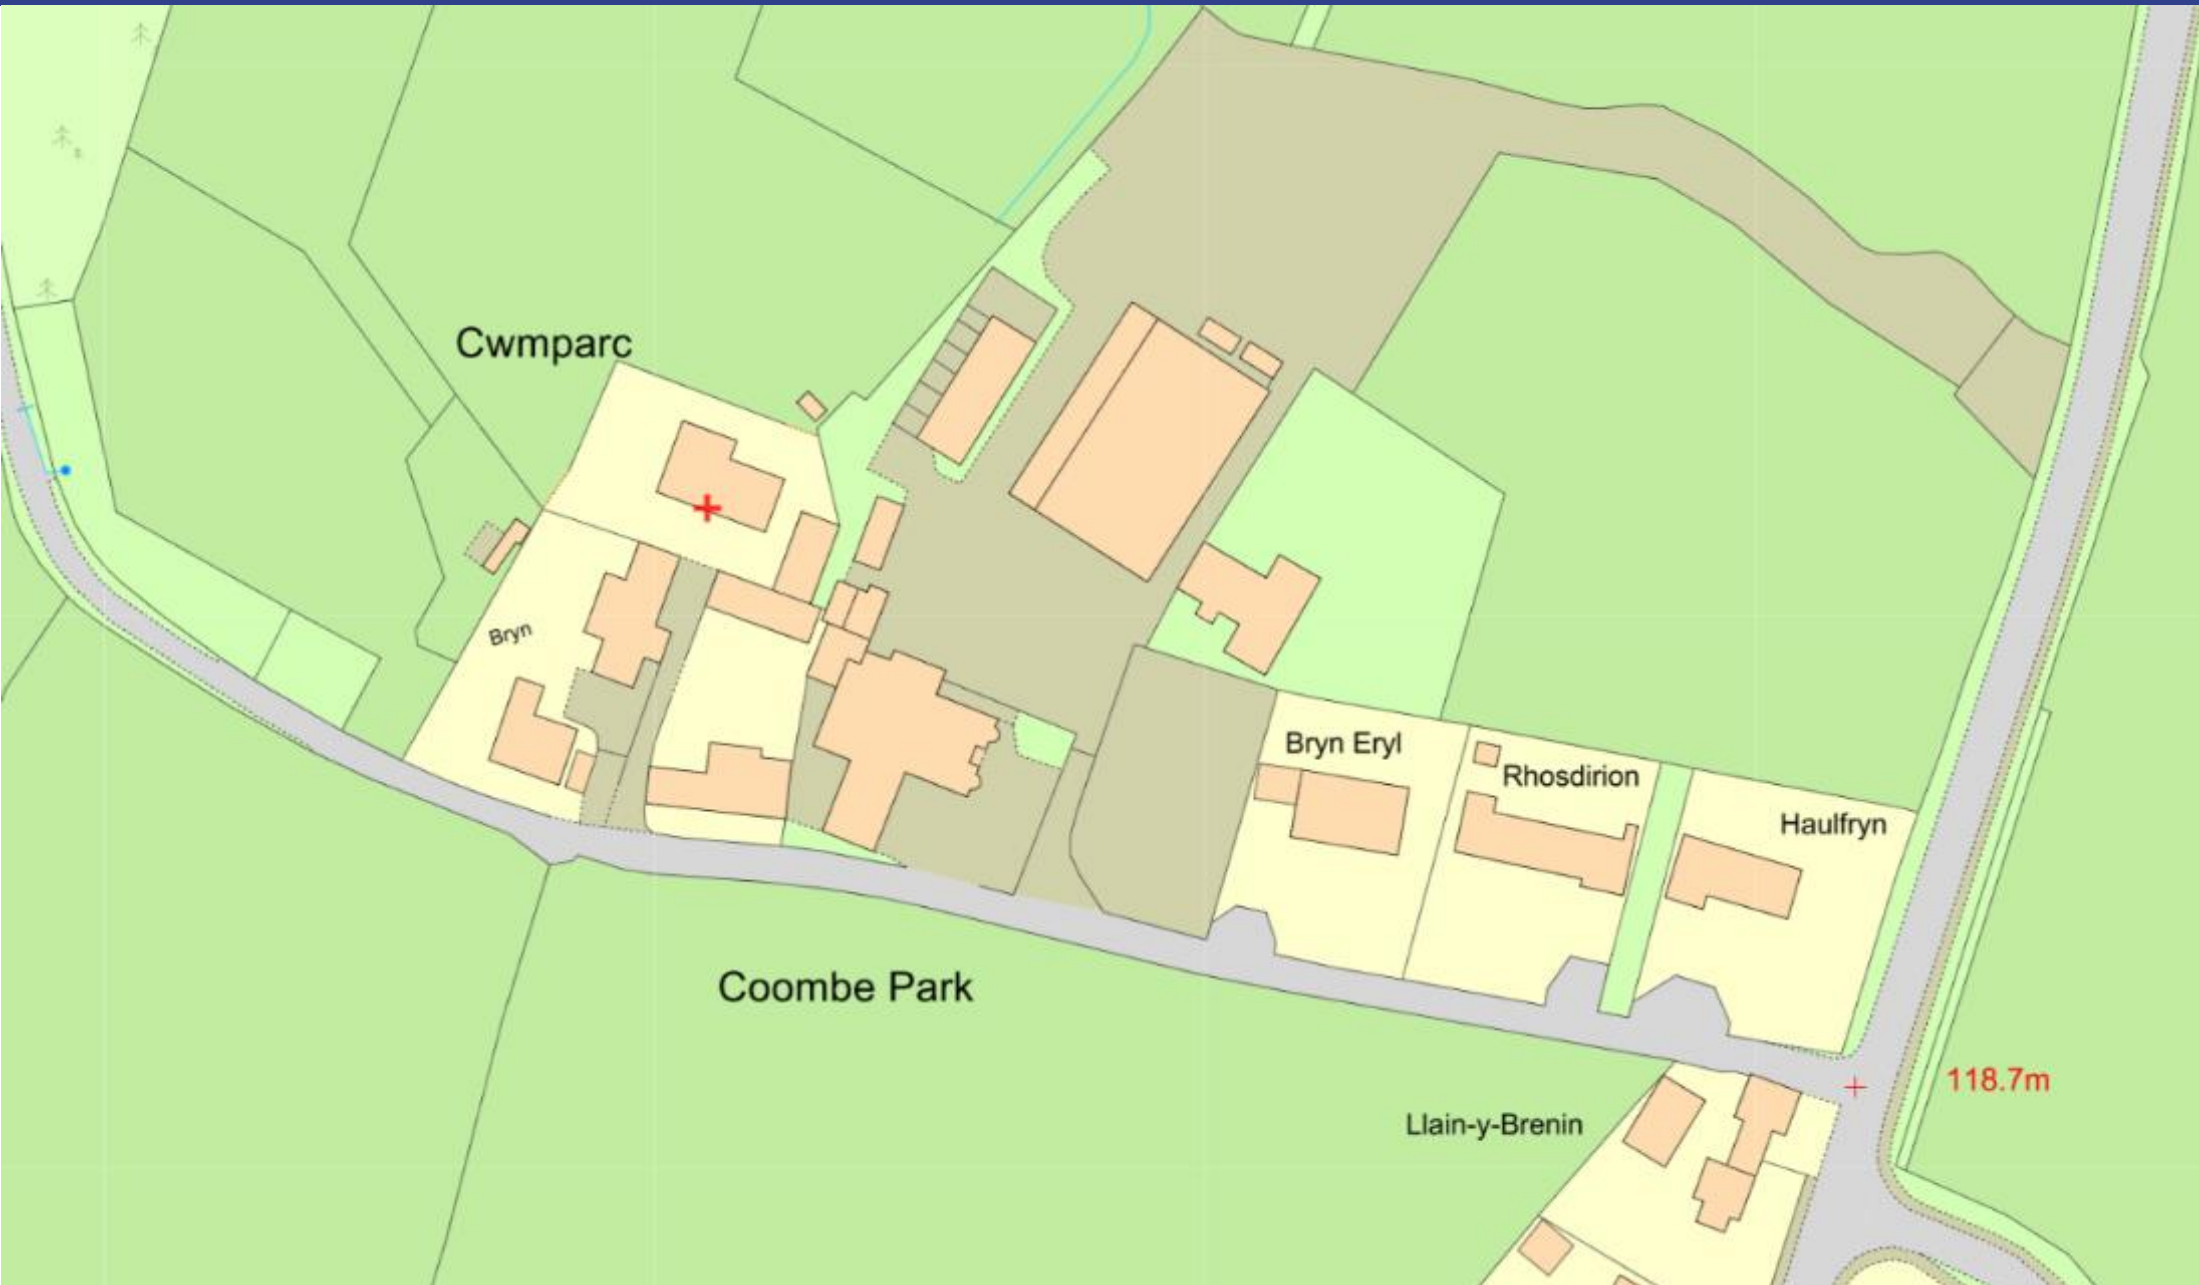 Cwmparc
Bryn
Bryn Eryl
Rhosdirion
Haulfryn
Coombe Park
118.7m
Llain-y-Brenin